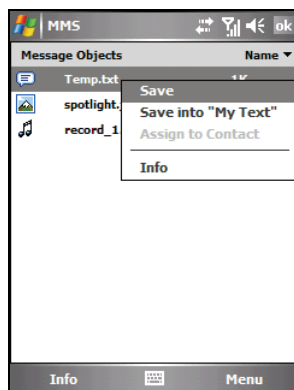 MMS ok
Message Objects Name
Temp.txt 1K
spotlight.
record_1.
Save
Save into "My Text"
Assign to Contact
Info
Info Menu